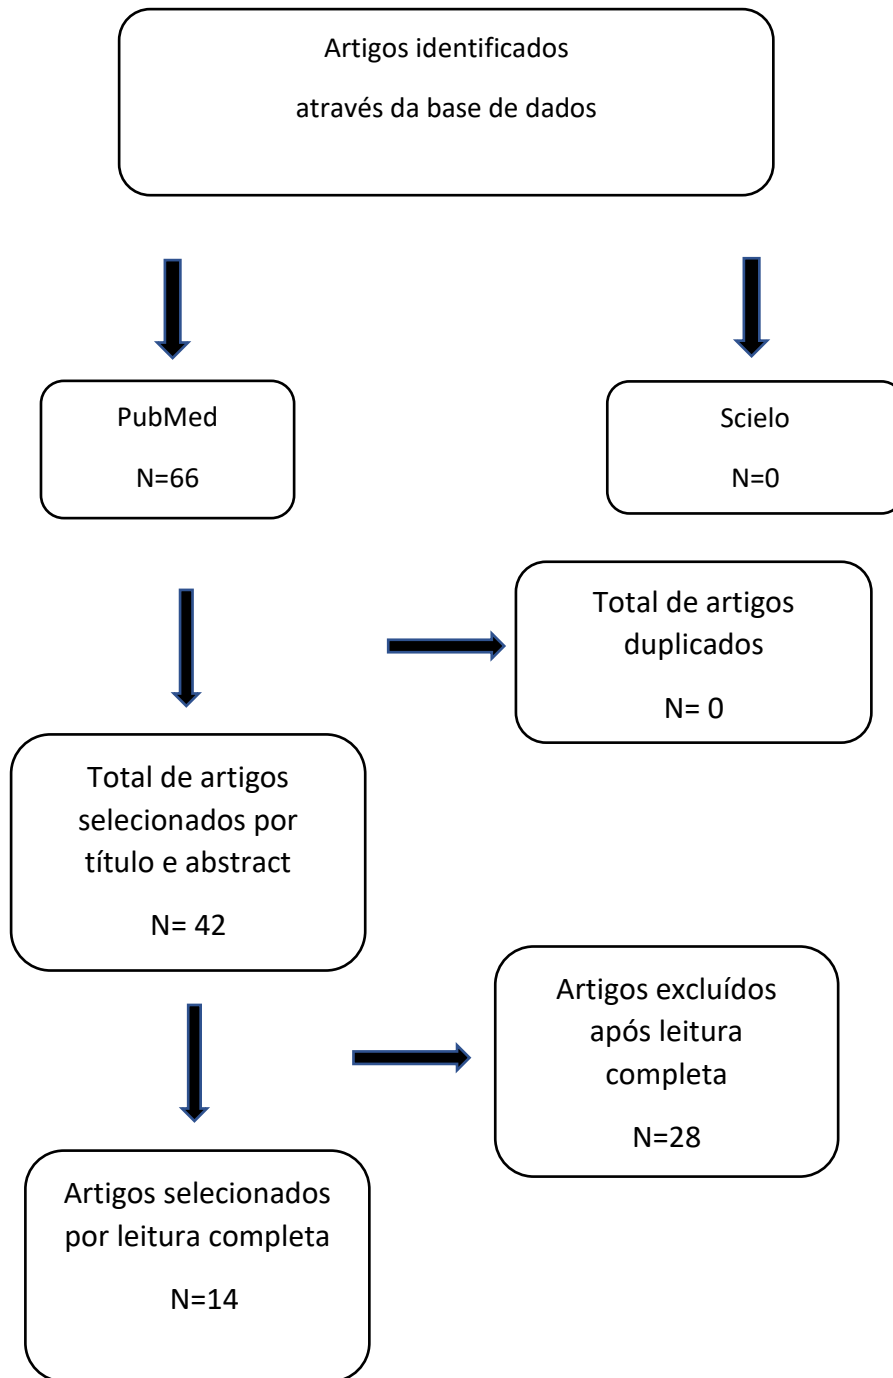 Artigos identificados
através da base de dados
PubMed
N=66
Scielo
N=0
Total de artigos
duplicados
N= 0
Total de artigos
selecionados por
título e abstract
N= 42
Artigos excluídos
após leitura
completa
N=28
Artigos selecionados
por leitura completa
N=14